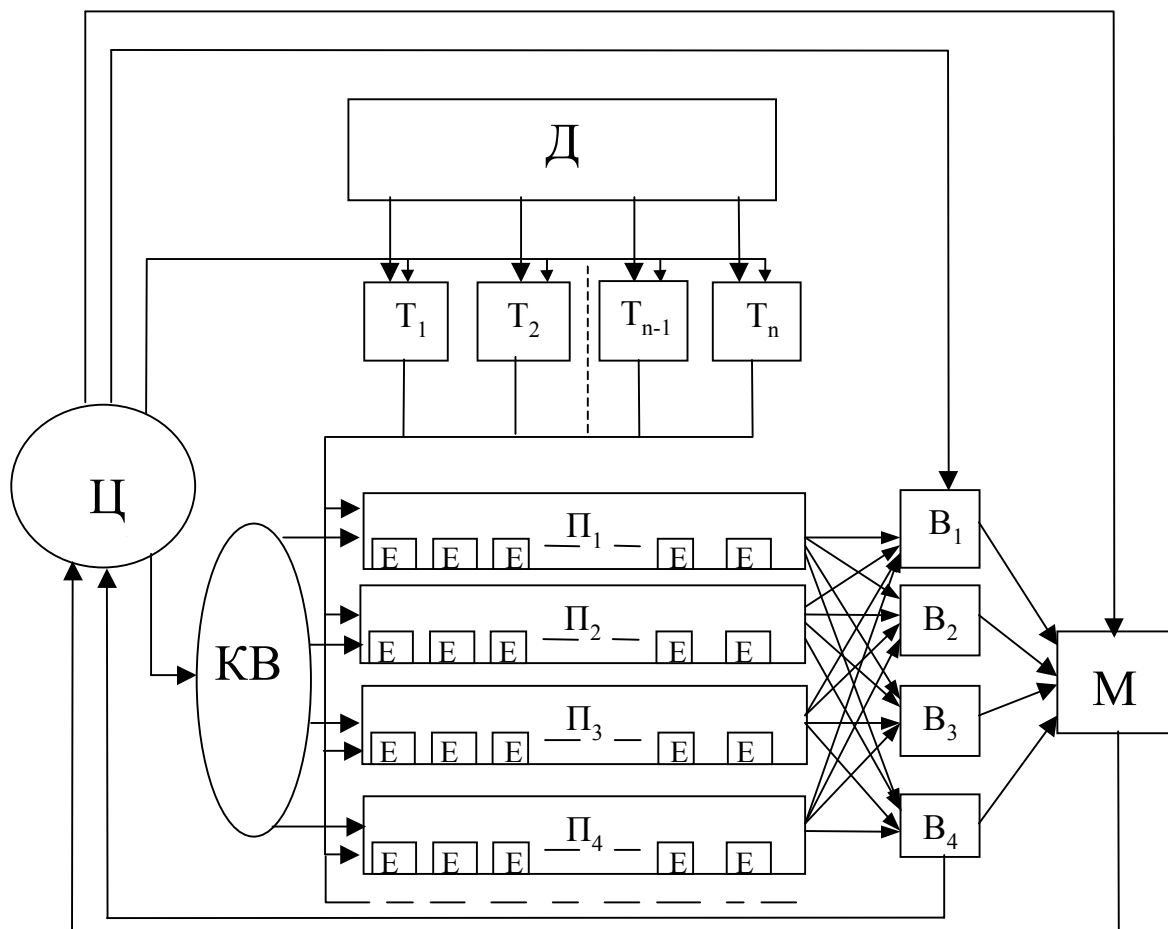 Д
Т1 Т2 Тn-1 Тn
Ц
П1
Е Е Е Е Е
В1
П2
Е Е Е Е Е
В2
КВ
М
П3
Е Е Е Е Е
В3
П4
Е Е Е Е Е
В4